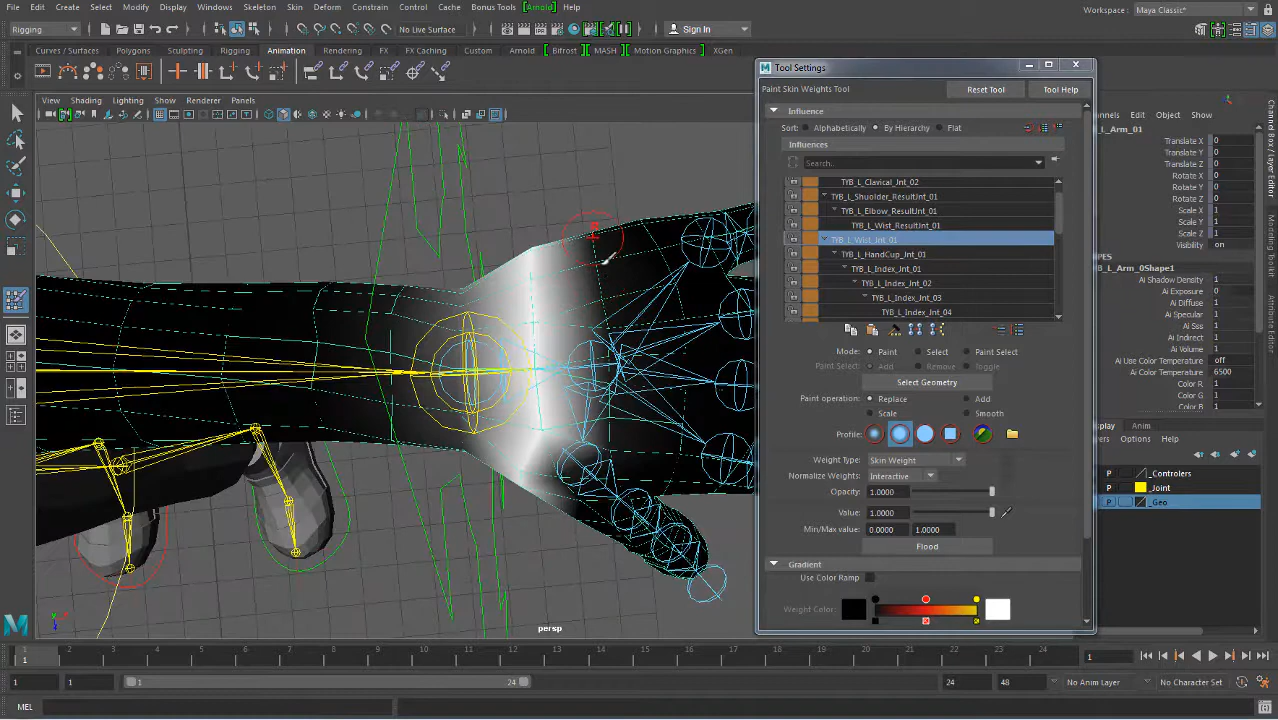 File Edit Create Select Modify Display Windows Skeleton Skin Deform Constrain Control Cache Bonus Tools [Arnold] Help Workspace : Maya Classic*
Rigging No Live Surface Sign In
Curves / Surfaces Polygons Sculpting Rigging Animation Rendering FX FX Caching Custom Arnold Bifrost MASH Motion Graphics XGen
Tool Settings
Paint Skin Weights Tool Reset Tool Tool Help
View Shading Lighting Show Renderer Panels
Influence
Sort: Alphabetically By Hierarchy Flat
Influences
Search...
TYB_L_Clavical_Jnt_02
TYB_L_Shuolder_ResultJnt_01
TYB_L_Elbow_ResultJnt_01
TYB_L_Wist_ResultJnt_01
TYB_L_Wist_Jnt_01
TYB_L_HandCup_Jnt_01
TYB_L_Index_Jnt_01
TYB_L_Index_Jnt_02
TYB_L_Index_Jnt_03
TYB_L_Index_Jnt_04
Mode: Paint Select Paint Select
Paint Select: Add Remove Toggle
Select Geometry
Paint operation: Replace Add
Scale Smooth
Profile:
Weight Type: Skin Weight
Normalize Weights: Interactive
Opacity: 1.0000
Value: 1.0000
Min/Max value: 0.0000 1.0000
Flood
Gradient
Use Color Ramp
Weight Color:
persp
Edit Object Show
_L_Arm_01
Translate X 0
Translate Y 0
Translate Z 0
Rotate X 0
Rotate Y 0
Rotate Z 0
Scale X 1
Scale Y 1
Scale Z 1
Visibility on
_L_Arm_0Shape1
Ai Shadow Density 1
Ai Exposure 0
Ai Diffuse 1
Ai Specular 1
Ai Sss 1
Ai Indirect 1
Ai Volume 1
Ai Use Color Temperature off
Ai Color Temperature 6500
Color R 1
Color G 1
Color B 1
Channel Box / Layer Editor
Attribute Editor
Anim
Options Help
P _Controlers
P _Joint
P _Geo
1 2 3 4 5 6 7 8 9 10 11 12 13 14 15 16 17 18 19 20 21 22 23 24
1 1
1 1 1 24 24 48 No Anim Layer No Character Set
MEL